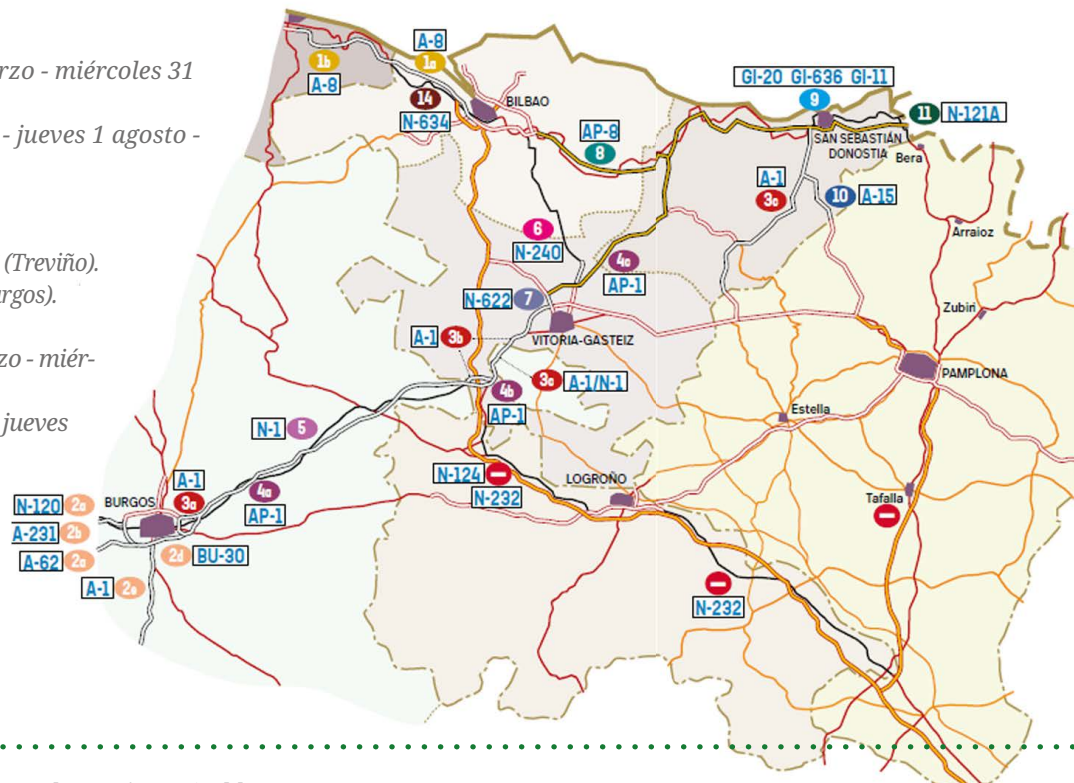 rzo - miércoles 31
- jueves 1 agosto -
(Treviño).
rgos).
zo - miér-
jueves
A-8
1a
1b
A-8
14
N-634
BILBAO
AP-8
8
GI-20 GI-636 GI-11
9
SAN SEBASTIÁN
DONOSTIA
11 N-121A
Bera
A-1
3c
10 A-15
Arraioz
6
N-240
4a
AP-1
N-622 7
Zubiri
A-1 3b
VITORIA-GASTEIZ
3a A-1/N-1
4b
AP-1
PAMPLONA
Estella
N-1 5
N-124
N-232
LOGROÑO
Tafalla
A-1
3a
4a
AP-1
BURGOS
N-120 2a
A-231 2b
A-62 2a
2d BU-30
A-1 2a
N-232